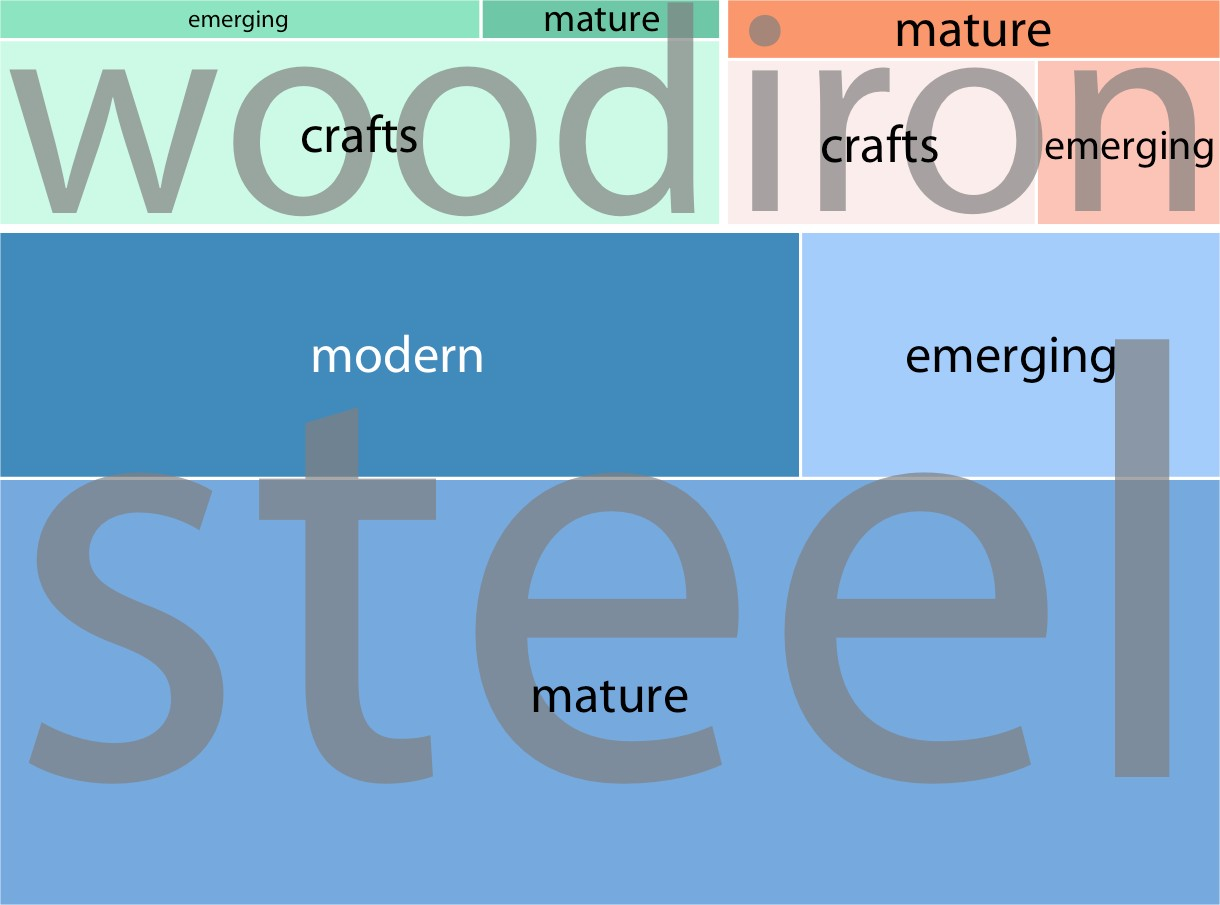 emerging
mature
crafts
wood
mature
crafts
emerging
iron
modern
emerging
mature
steel